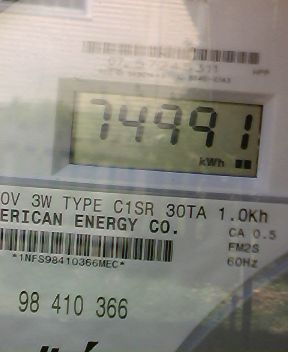 74991
kWh
0V 3W TYPE C1SR 30TA 1.0Kh
ERICAN ENERGY CO.
CA 0.5
FM2S
60Hz
*1NFS98410366MEC*
98 410 366